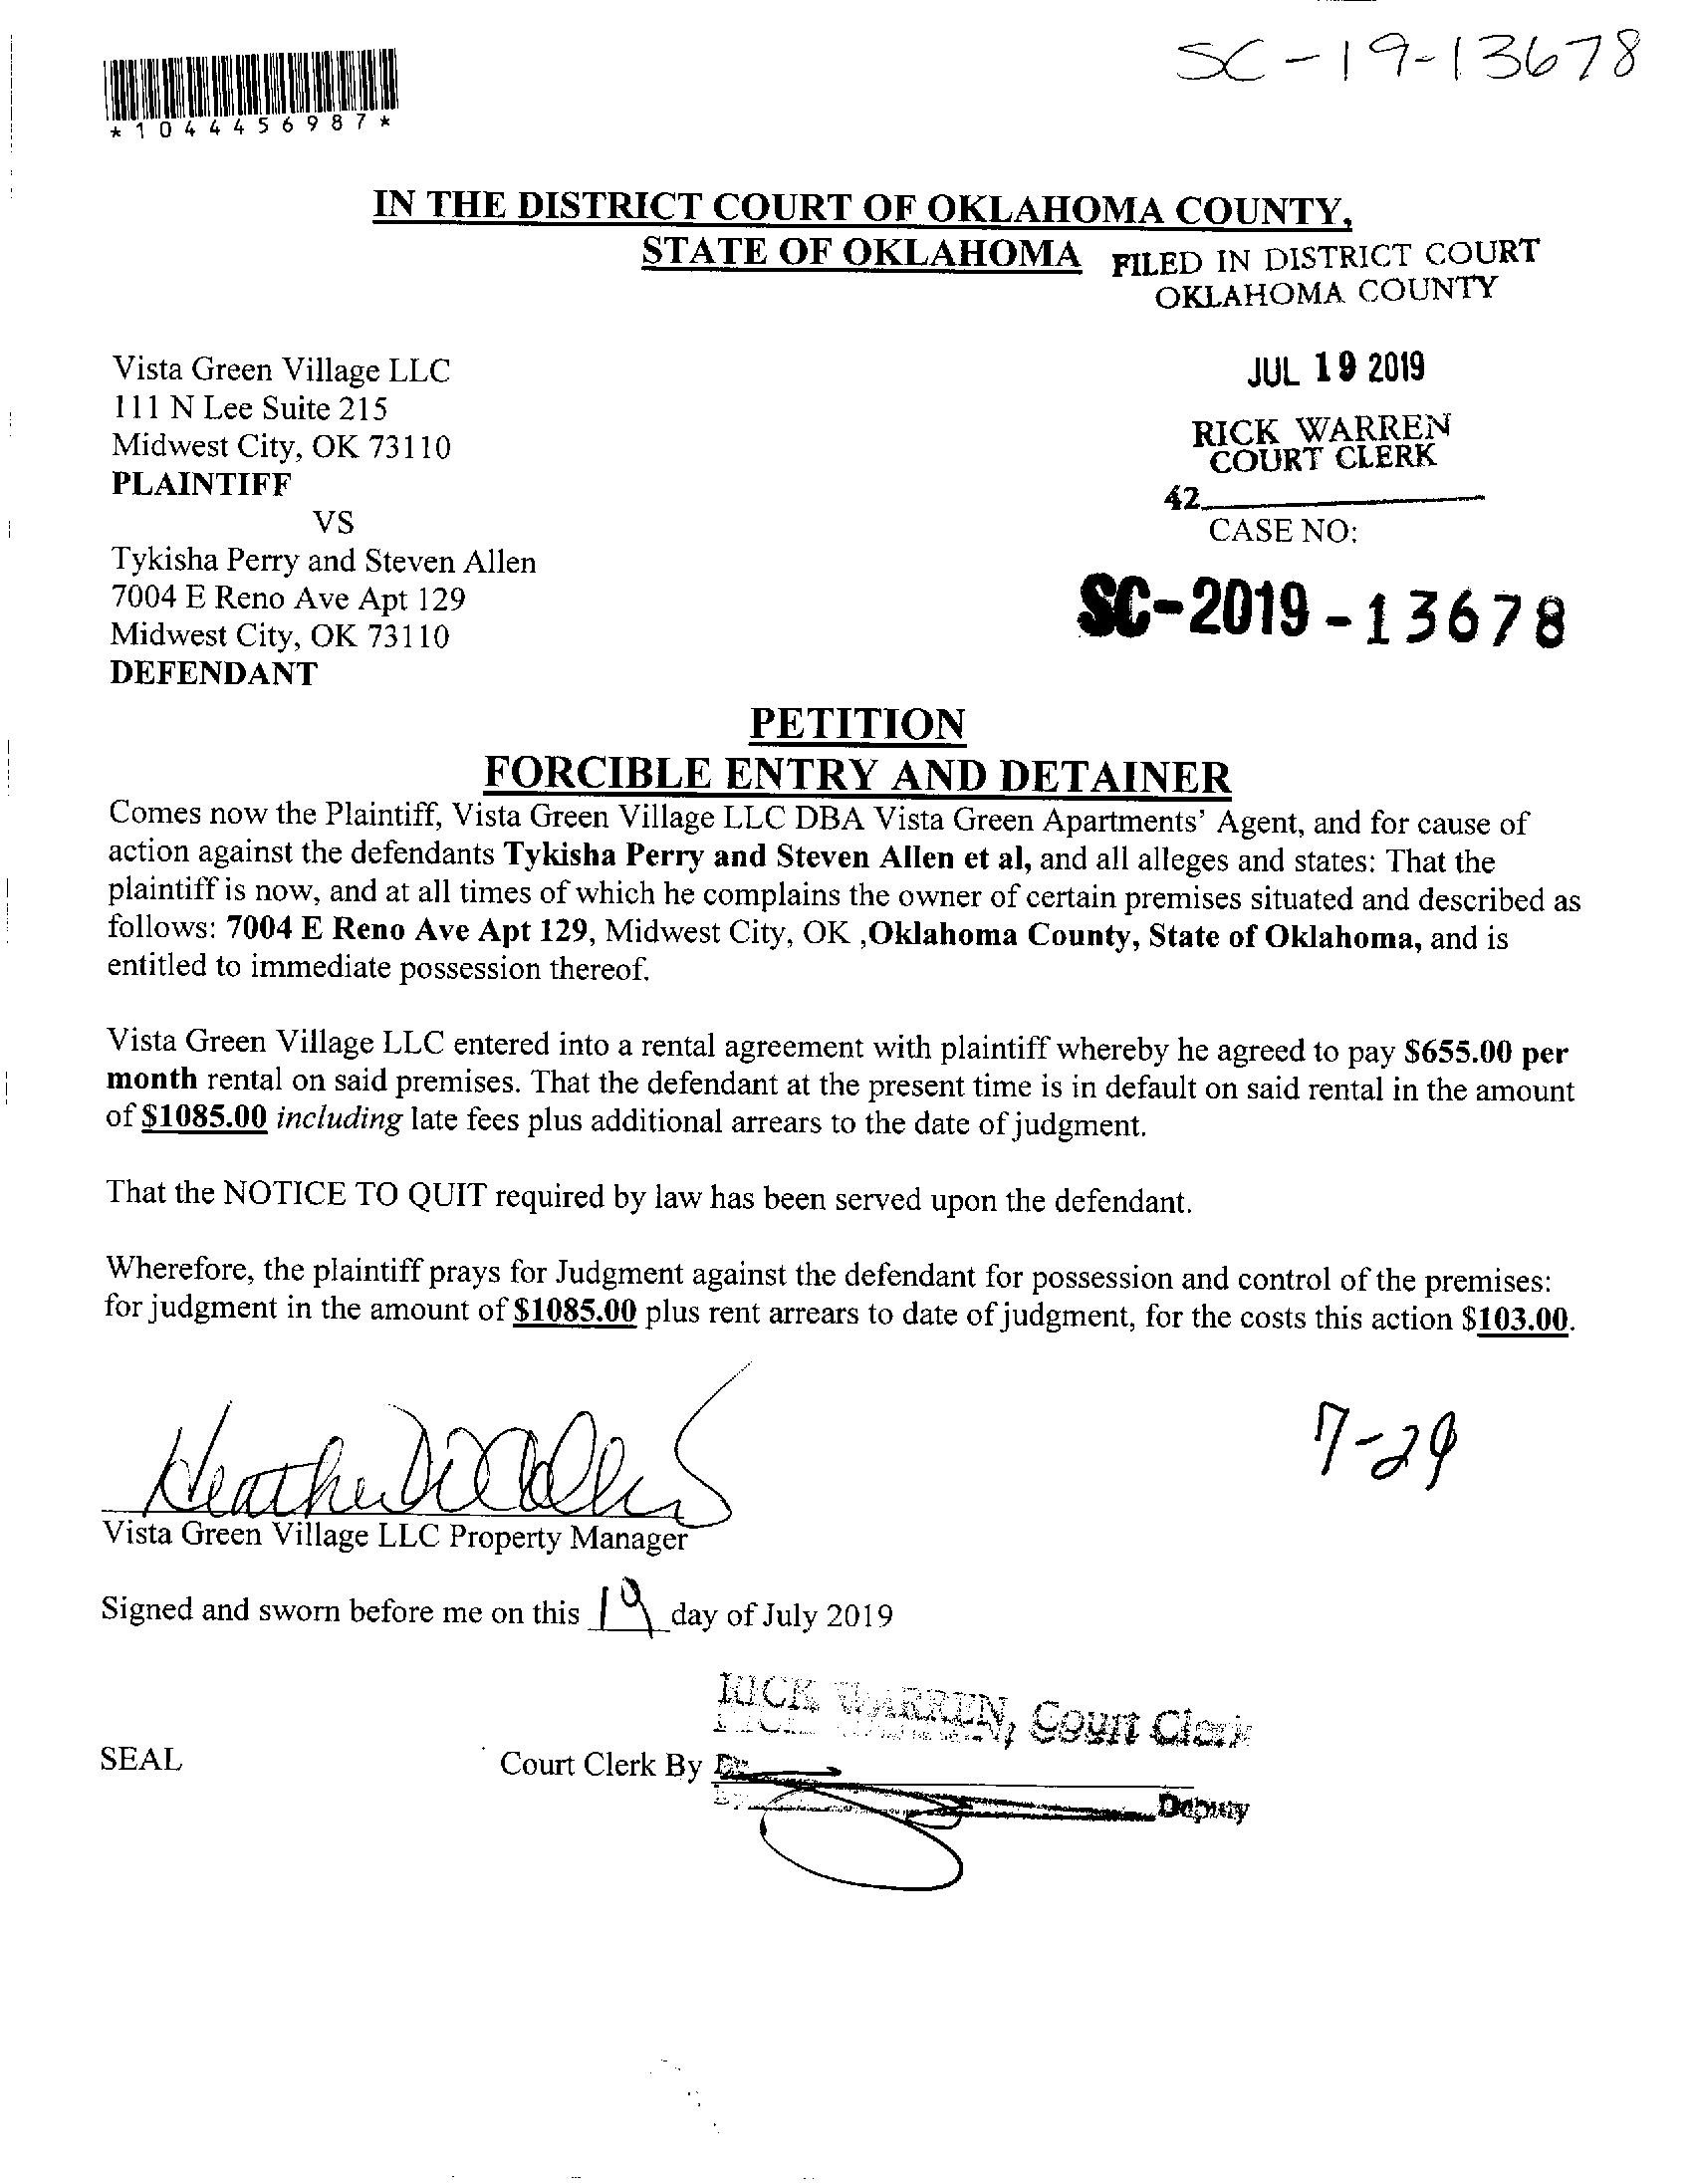 SC-19-13678
*1044456987*
IN THE DISTRICT COURT OF OKLAHOMA COUNTY,
STATE OF OKLAHOMA
FILED IN DISTRICT COURT
OKLAHOMA COUNTY
JUL 19 2019
RICK WARREN
COURT CLERK
42
CASE NO:
SC-2019-13678
Vista Green Village LLC
111 N Lee Suite 215
Midwest City, OK 73110
PLAINTIFF
VS
Tykisha Perry and Steven Allen
7004 E Reno Ave Apt 129
Midwest City, OK 73110
DEFENDANT
PETITION
FORCIBLE ENTRY AND DETAINER
Comes now the Plaintiff, Vista Green Village LLC DBA Vista Green Apartments' Agent, and for cause of
action against the defendants Tykisha Perry and Steven Allen et al, and all alleges and states: That the
plaintiff is now, and at all times of which he complains the owner of certain premises situated and described as
follows: 7004 E Reno Ave Apt 129, Midwest City, OK ,Oklahoma County, State of Oklahoma, and is
entitled to immediate possession thereof.
Vista Green Village LLC entered into a rental agreement with plaintiff whereby he agreed to pay $655.00 per
month rental on said premises. That the defendant at the present time is in default on said rental in the amount
of $1085.00 including late fees plus additional arrears to the date of judgment.
That the NOTICE TO QUIT required by law has been served upon the defendant.
Wherefore, the plaintiff prays for Judgment against the defendant for possession and control of the premises:
for judgment in the amount of $1085.00 plus rent arrears to date of judgment, for the costs this action $103.00.
Heather
7-29
Vista Green Village LLC Property Manager
Signed and sworn before me on this 19 day of July 2019
RICK WARREN, Court Clerk
SEAL
Court Clerk By
Deputy